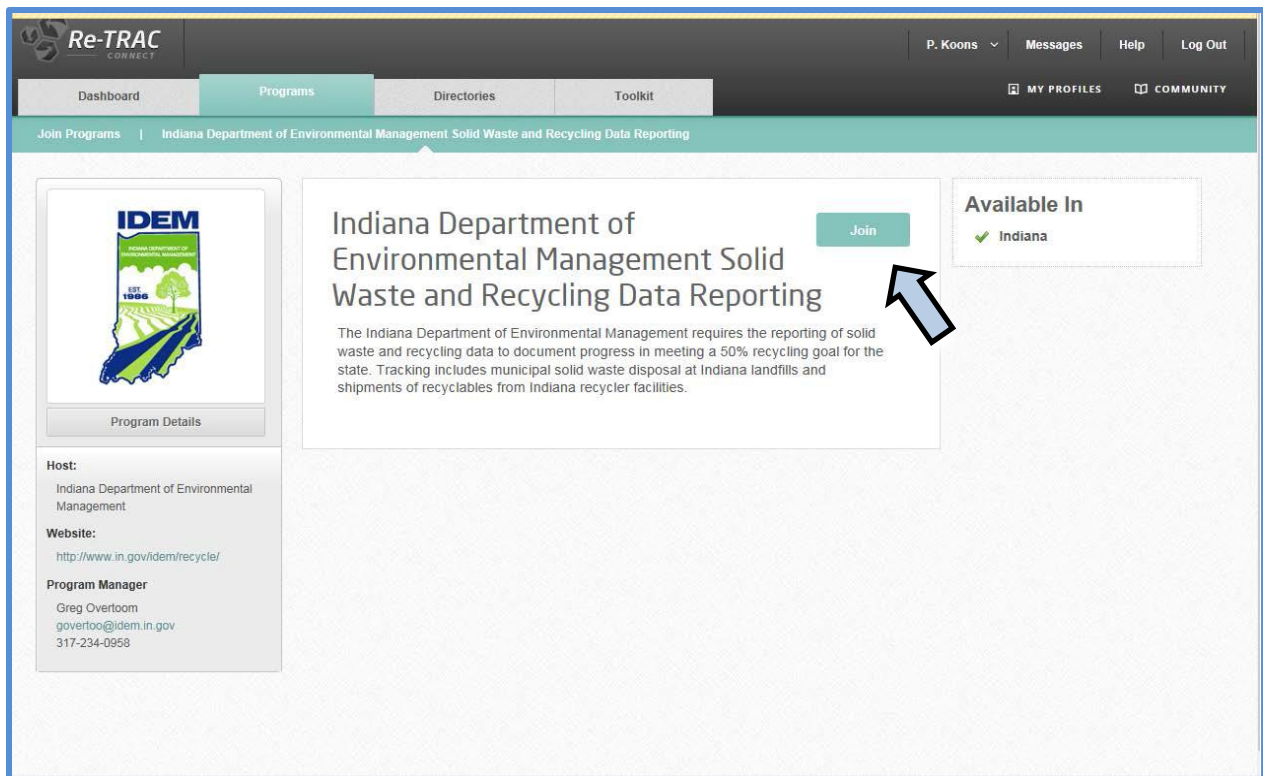 Re-TRAC
CONNECT
P. Koons
Messages
Help
Log Out
Dashboard
Programs
Directories
Toolkit
MY PROFILES
COMMUNITY
Join Programs | Indiana Department of Environmental Management Solid Waste and Recycling Data Reporting
IDEM
INDIANA DEPARTMENT OF
ENVIRONMENTAL MANAGEMENT
EST.
1986
Program Details
Host:
Indiana Department of Environmental
Management
Website:
http://www.in.gov/idem/recycle/
Program Manager
Greg Overtoom
govertoo@idem.in.gov
317-234-0958
Indiana Department of
Environmental Management Solid
Waste and Recycling Data Reporting
Join
The Indiana Department of Environmental Management requires the reporting of solid
waste and recycling data to document progress in meeting a 50% recycling goal for the
state. Tracking includes municipal solid waste disposal at Indiana landfills and
shipments of recyclables from Indiana recycler facilities.
Available In
Indiana